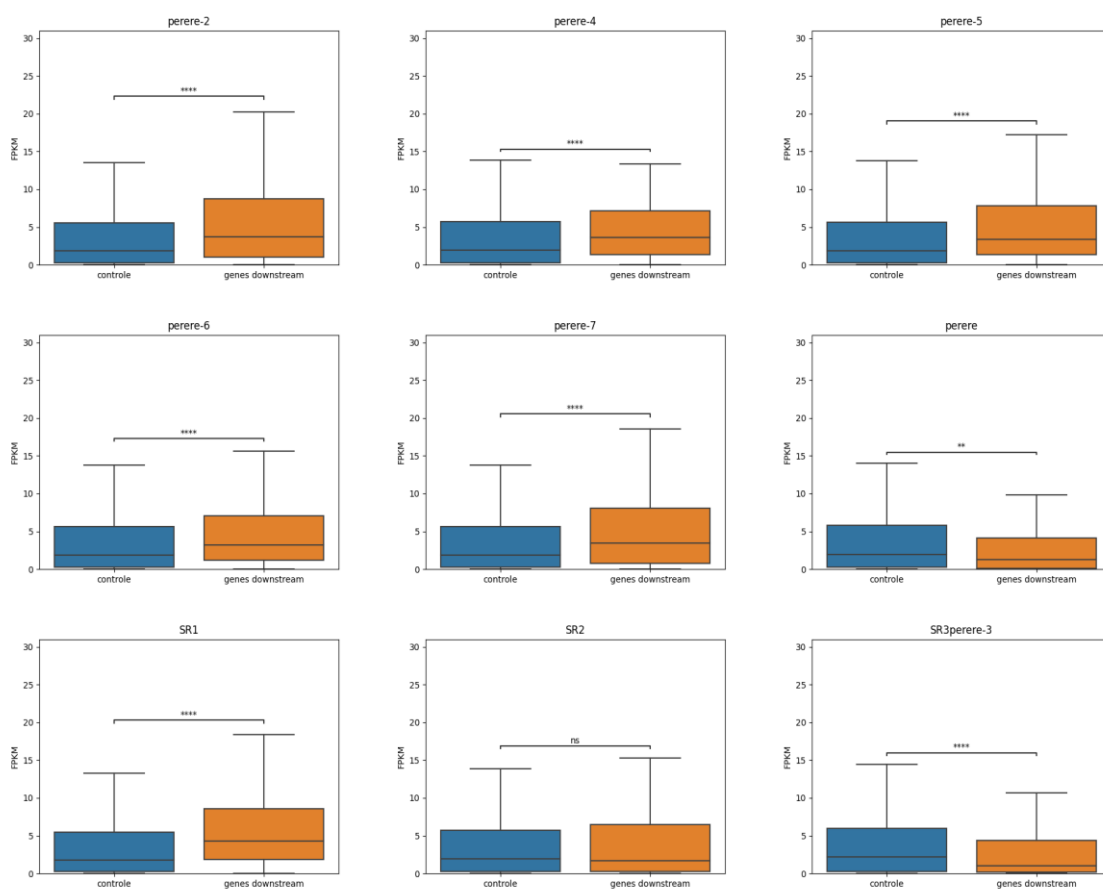 perere-2
perere-4
perere-5
30
25
20
15
10
5
0
FPKM
****
controle
genes downstream
30
25
20
15
10
5
0
FPKM
****
controle
genes downstream
30
25
20
15
10
5
0
FPKM
****
controle
genes downstream
perere-6
perere-7
perere
30
25
20
15
10
5
0
FPKM
****
controle
genes downstream
30
25
20
15
10
5
0
FPKM
****
controle
genes downstream
30
25
20
15
10
5
0
FPKM
**
controle
genes downstream
SR1
SR2
SR3perere-3
30
25
20
15
10
5
0
FPKM
****
controle
genes downstream
30
25
20
15
10
5
0
FPKM
ns
controle
genes downstream
30
25
20
15
10
5
0
FPKM
****
controle
genes downstream